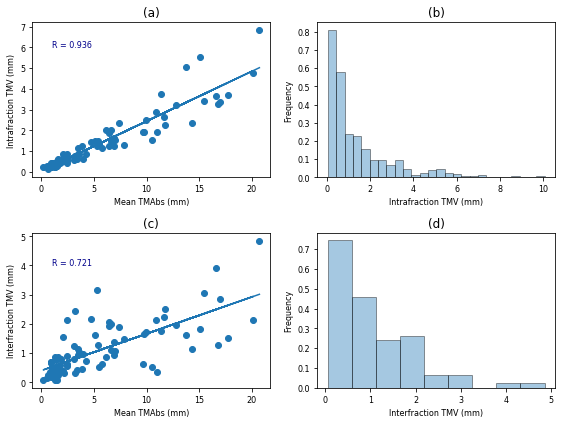 (a)
R = 0.936
Intrafraction TMV (mm)
7
6
5
4
3
2
1
0
0 5 10 15 20
Mean TMAbs (mm)
(b)
Frequency
0.8
0.7
0.6
0.5
0.4
0.3
0.2
0.1
0.0
0 2 4 6 8 10
Intrafraction TMV (mm)
(c)
R = 0.721
Interfraction TMV (mm)
5
4
3
2
1
0
0 5 10 15 20
Mean TMAbs (mm)
(d)
Frequency
0.7
0.6
0.5
0.4
0.3
0.2
0.1
0.0
0 1 2 3 4 5
Interfraction TMV (mm)